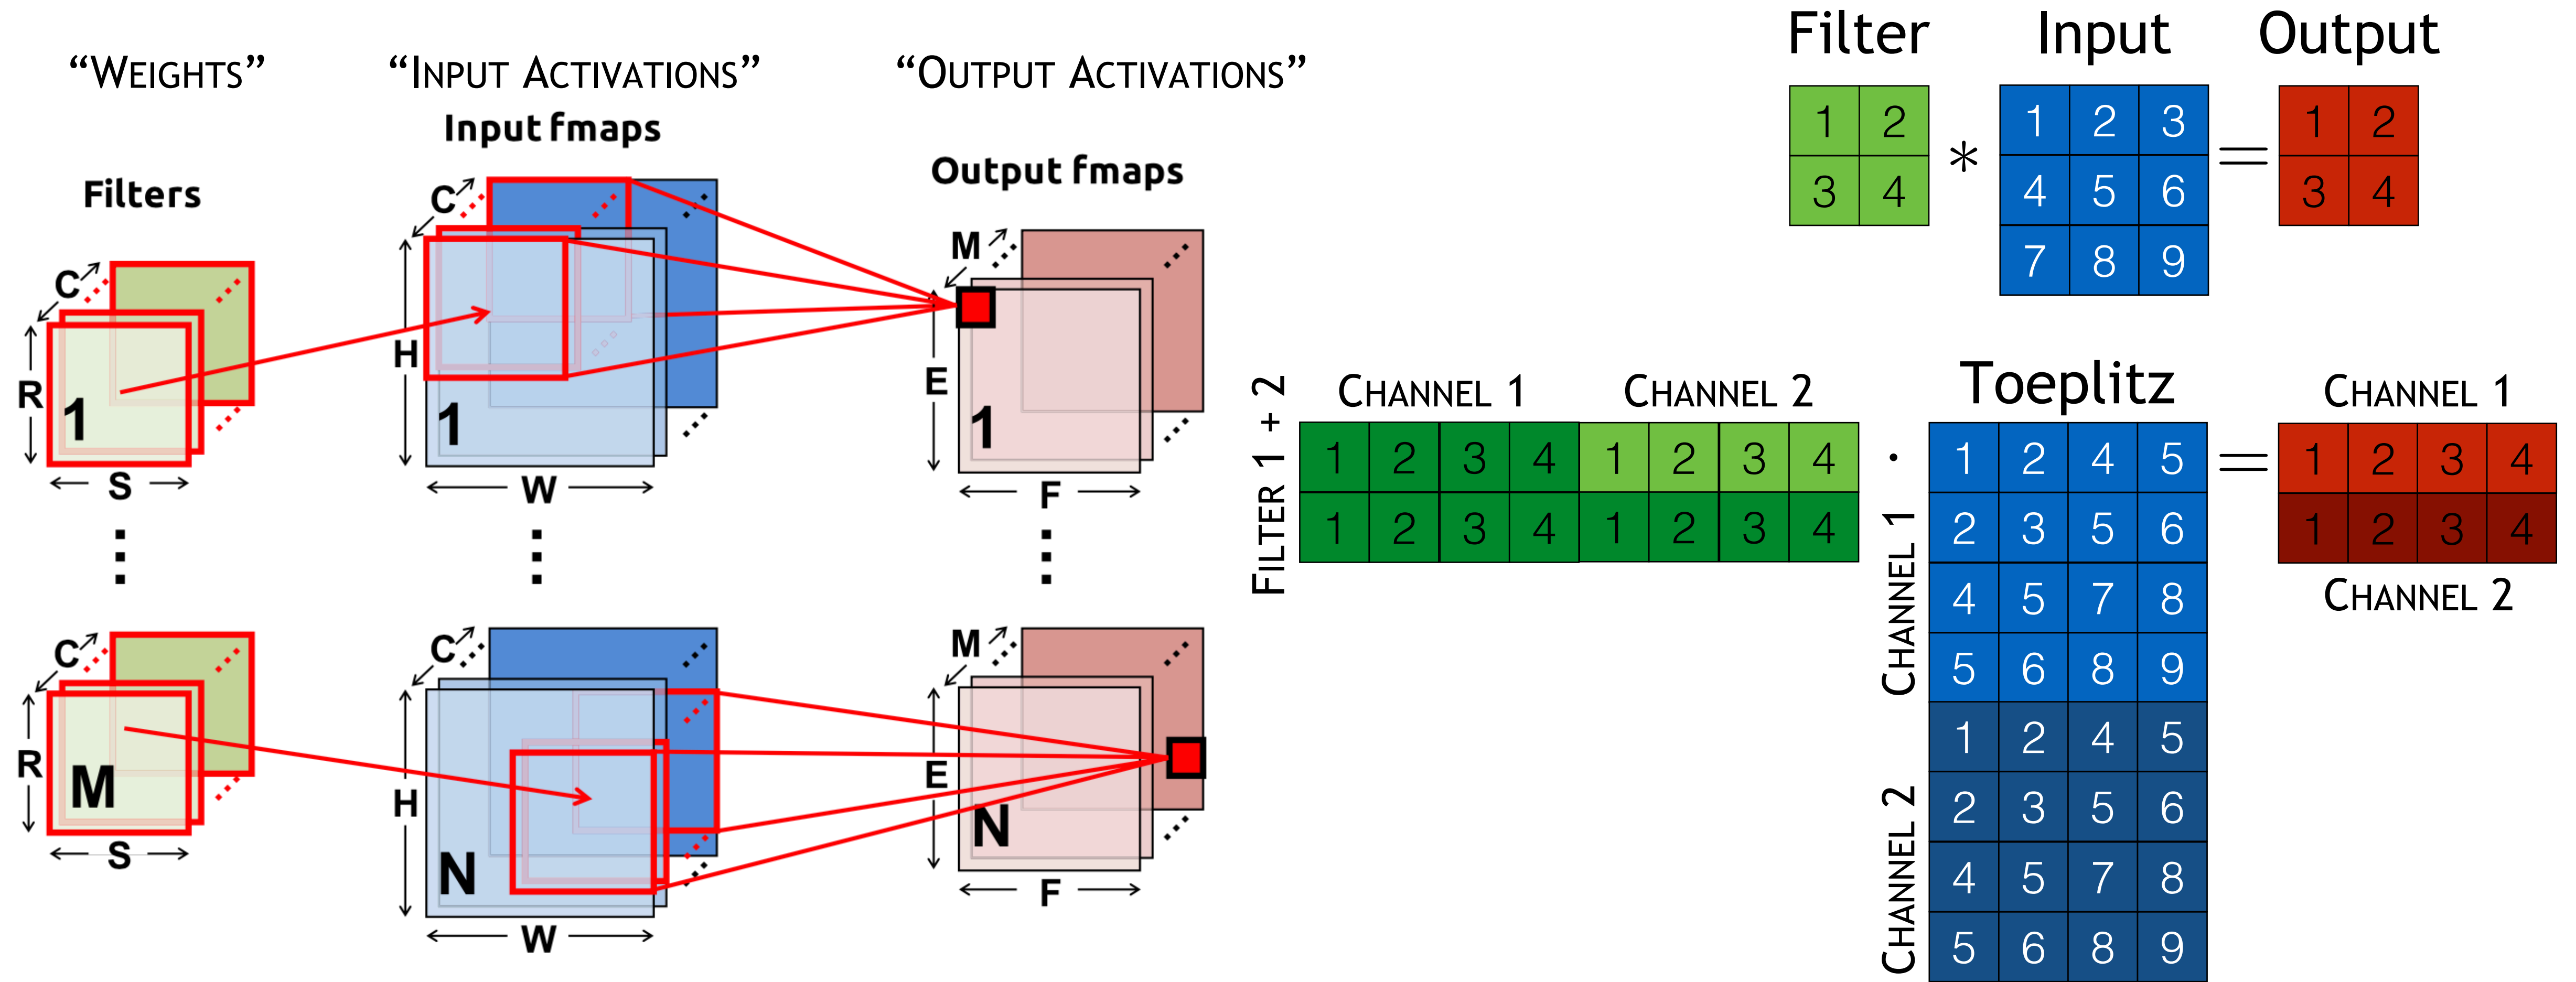 “WEIGHTS”
“INPUT ACTIVATIONS”
“OUTPUT ACTIVATIONS”
Filters
Input fmaps
Output fmaps
C
R
1
S
C
H
1
W
M
E
1
F
C
R
M
S
C
H
N
W
M
E
N
F
Filter
Input
Output
1 2
3 4
*
1 2 3
4 5 6
7 8 9
=
1 2
3 4
FILTER 1 + 2
CHANNEL 1
CHANNEL 2
1 2 3 4 1 2 3 4
1 2 3 4 1 2 3 4
·
Toeplitz
CHANNEL 1
1 2 4 5
2 3 5 6
4 5 7 8
5 6 8 9
CHANNEL 2
1 2 4 5
2 3 5 6
4 5 7 8
5 6 8 9
=
CHANNEL 1
1 2 3 4
1 2 3 4
CHANNEL 2